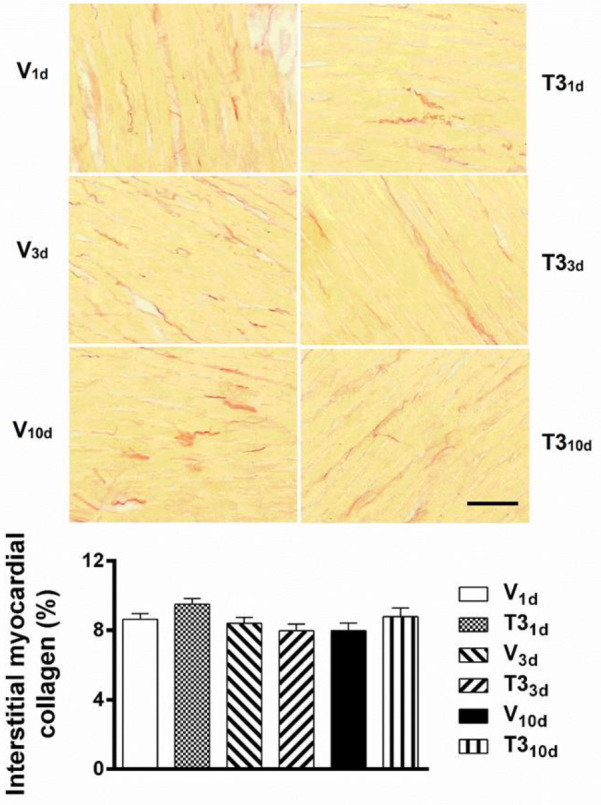 V1d
T31d
V3d
T33d
V10d
T310d
Interstitial myocardial
collagen (%)
12
8
4
0
V1d
T31d
V3d
T33d
V10d
T310d